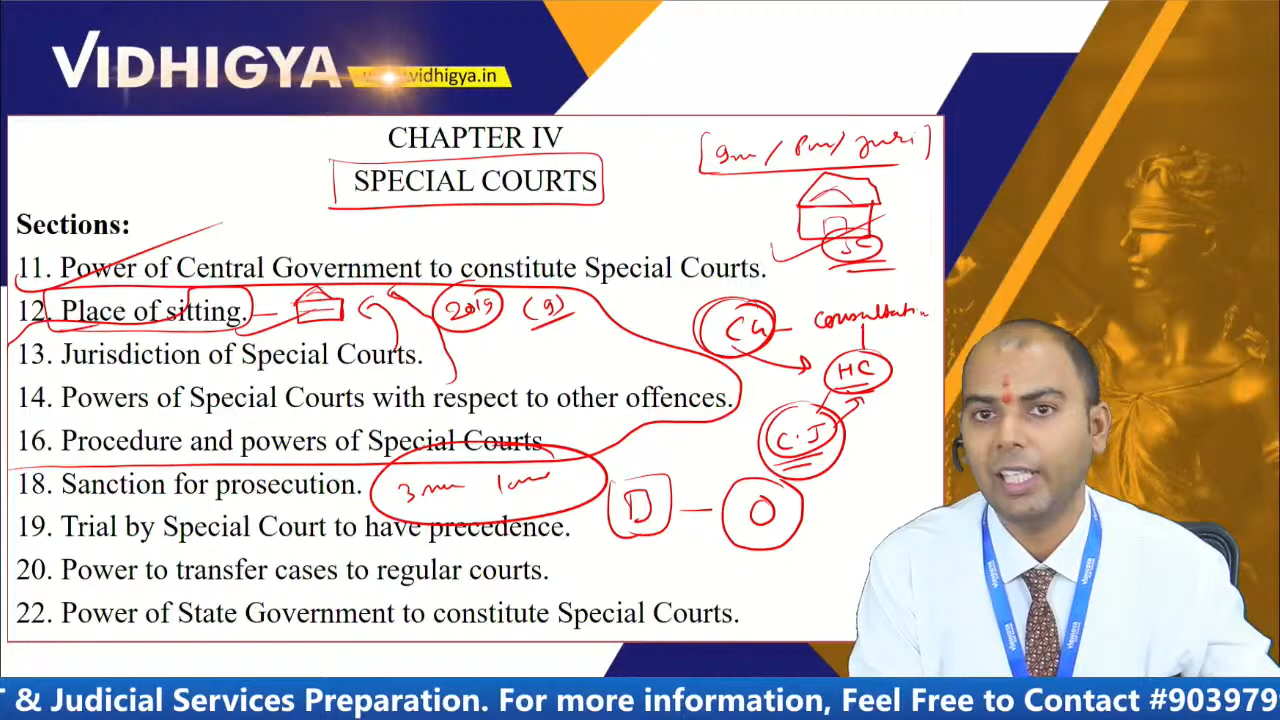 VIDHIGYA
vidhigya.in
CHAPTER IV
SPECIAL COURTS
Sections:
11. Power of Central Government to constitute Special Courts.
12. Place of sitting. 2019 (9)
13. Jurisdiction of Special Courts.
14. Powers of Special Courts with respect to other offences.
16. Procedure and powers of Special Courts.
18. Sanction for prosecution.
19. Trial by Special Court to have precedence.
20. Power to transfer cases to regular courts.
22. Power of State Government to constitute Special Courts.
CG
HC
C.J
D - O
T & Judicial Services Preparation. For more information, Feel Free to Contact #903979